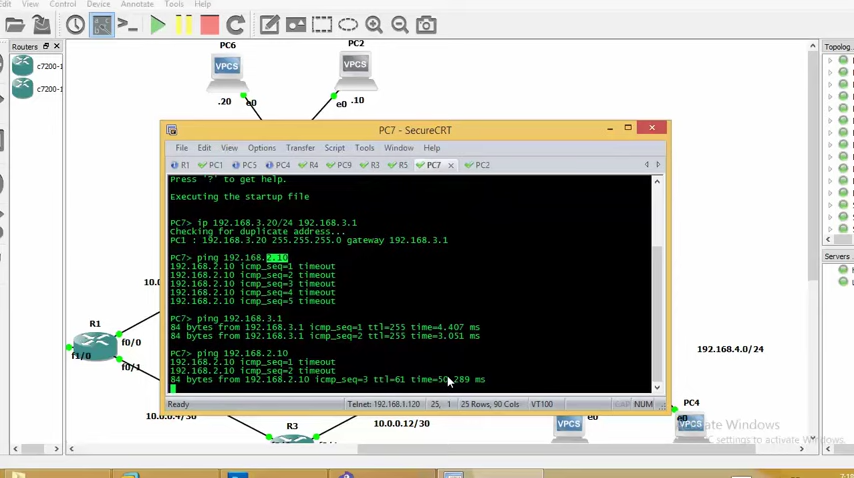 Edit View Control Device Annotate Tools Help
Routers
c7200-1
c7200-1
PC6
PC2
VPCS
VPCS
.20 e0
e0 .10
Topolog
PC7 - SecureCRT
File Edit View Options Transfer Script Tools Window Help
R1 PC1 PC5 PC4 R4 PC9 R3 R5 PC7 PC2
Press '?' to get help.
Executing the startup file
PC7> ip 192.168.3.20/24 192.168.3.1
Checking for duplicate address...
PC1 : 192.168.3.20 255.255.255.0 gateway 192.168.3.1
PC7> ping 192.168.2.10
192.168.2.10 icmp_seq=1 timeout
192.168.2.10 icmp_seq=2 timeout
192.168.2.10 icmp_seq=3 timeout
192.168.2.10 icmp_seq=4 timeout
192.168.2.10 icmp_seq=5 timeout
PC7> ping 192.168.3.1
84 bytes from 192.168.3.1 icmp_seq=1 ttl=255 time=4.407 ms
84 bytes from 192.168.3.1 icmp_seq=2 ttl=255 time=3.051 ms
PC7> ping 192.168.2.10
192.168.2.10 icmp_seq=1 timeout
192.168.2.10 icmp_seq=2 timeout
84 bytes from 192.168.2.10 icmp_seq=3 ttl=61 time=50.289 ms
Ready Telnet: 192.168.1.120 25, 1 25 Rows, 90 Cols VT100 CAP NUM
Servers
10.0
R1
f0/0
f1/0
f0/1
192.168.4.0/24
10.0.0.4/30
10.0.0.12/30
R3
PC4
e0
e0
VPCS
VPCS
ate Windows
C settings to activate Windows.